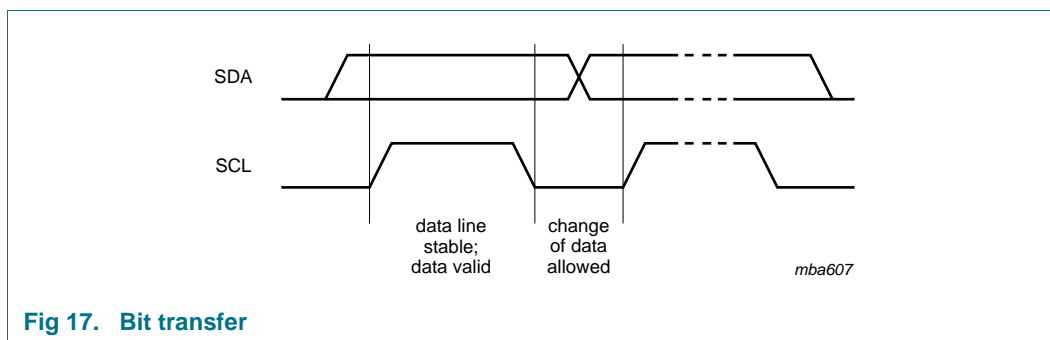 SDA
SCL
data line
stable;
data valid
change
of data
allowed
mba607
Fig 17. Bit transfer